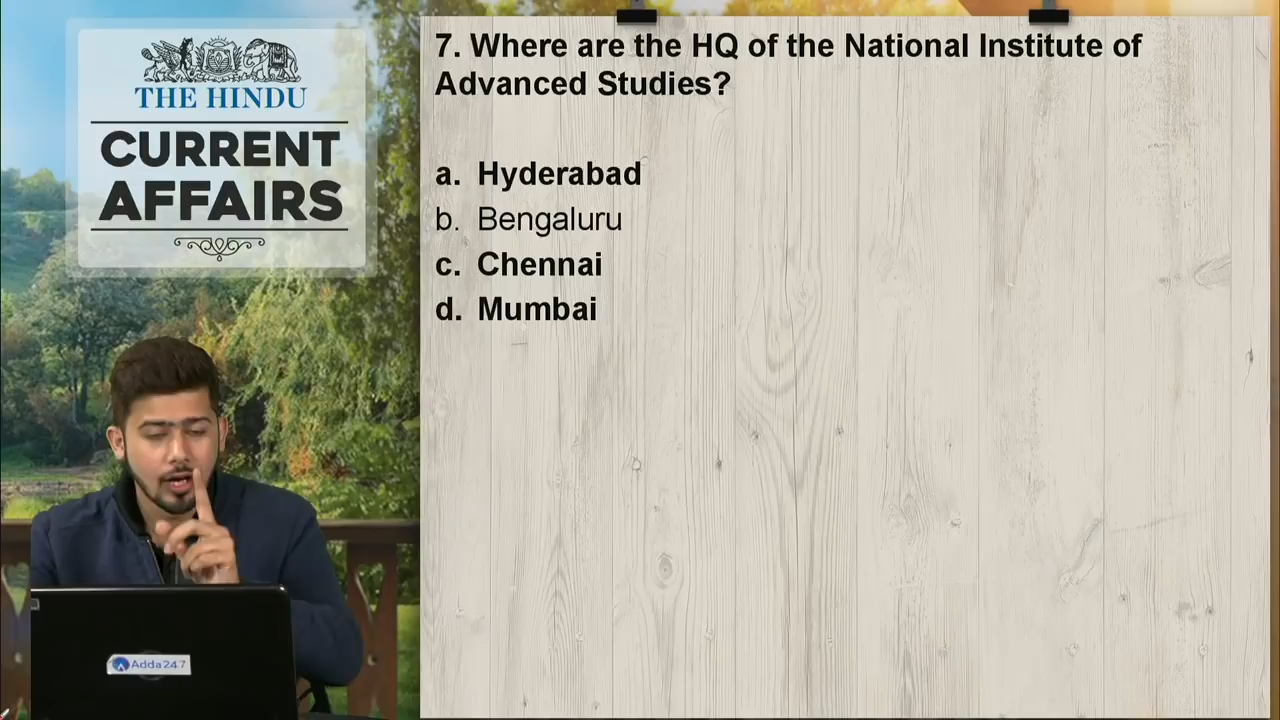 THE HINDU
CURRENT
AFFAIRS
7. Where are the HQ of the National Institute of
Advanced Studies?
a. Hyderabad
b. Bengaluru
c. Chennai
d. Mumbai
Adda247